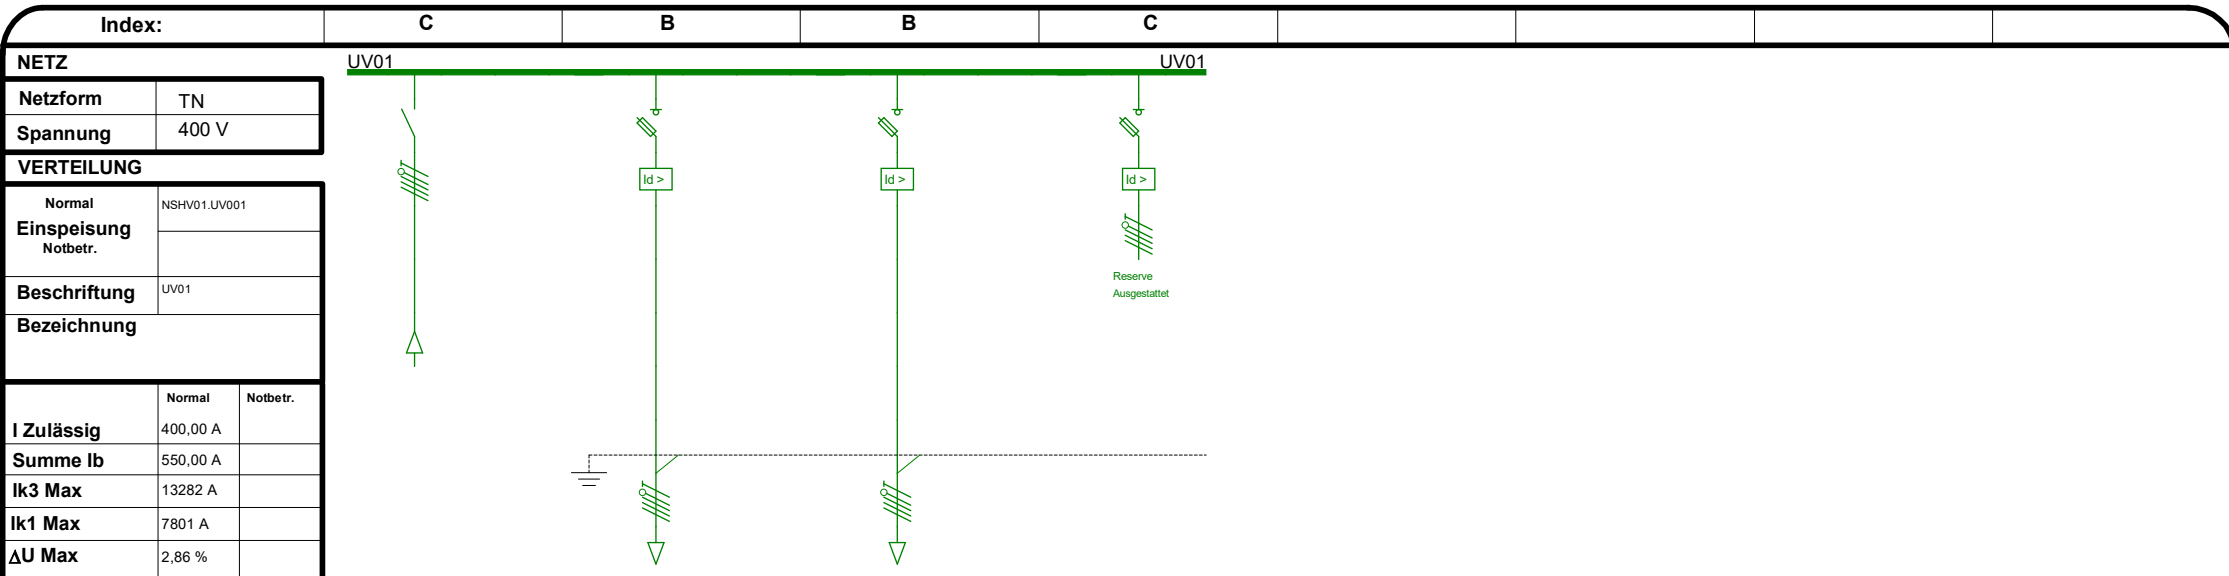 Index: C B B C
NETZ
UV01 UV01
Netzform TN
Spannung 400 V
VERTEILUNG
Id > Id > Id >
Normal NSHV01.UV001
Einspeisung
Notbetr.
Reserve
Ausgestattet
Beschriftung UV01
Bezeichnung
Normal Notbetr.
I Zulässig 400,00 A
Summe Ib 550,00 A
Ik3 Max 13282 A
Ik1 Max 7801 A
ΔU Max 2,86 %